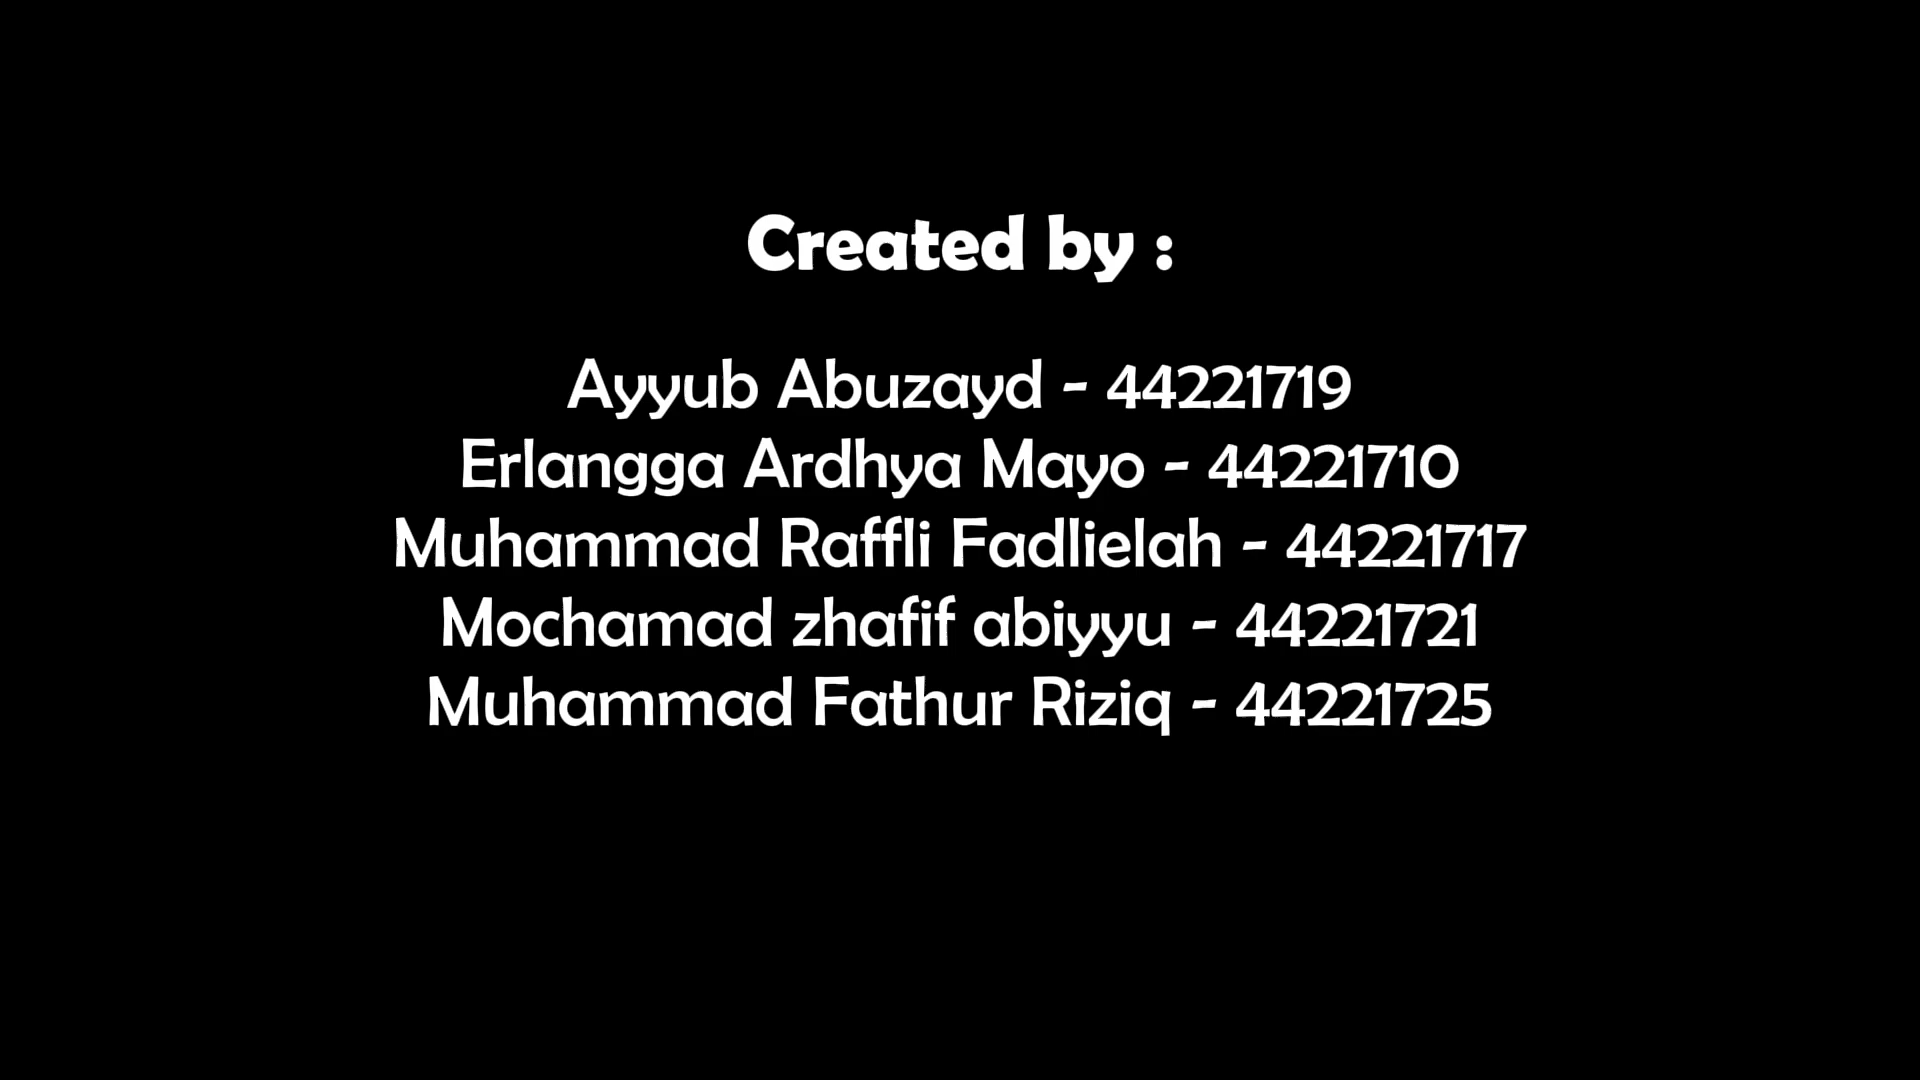 Created by :
Ayyub Abuzayd - 44221719
Erlangga Ardhya Mayo - 44221710
Muhammad Raffli Fadlielah - 44221717
Mochamad zhafif abiyyu - 44221721
Muhammad Fathur Riziq - 44221725